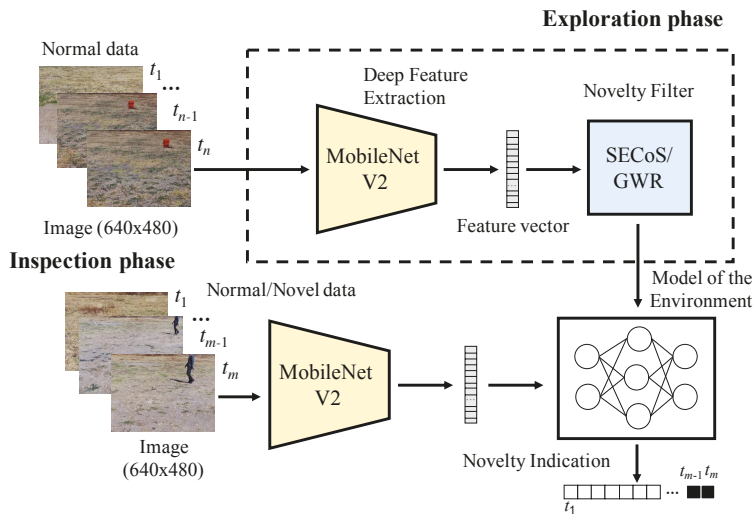 Exploration phase
Normal data
t1
...
tn-1
tn
Image (640x480)
Deep Feature
Extraction
MobileNet
V2
Feature vector
Novelty Filter
SECoS/
GWR
Inspection phase
Normal/Novel data
t1
...
tm-1
tm
Image
(640x480)
MobileNet
V2
Model of the
Environment
Novelty Indication
t1
...
tm-1 tm